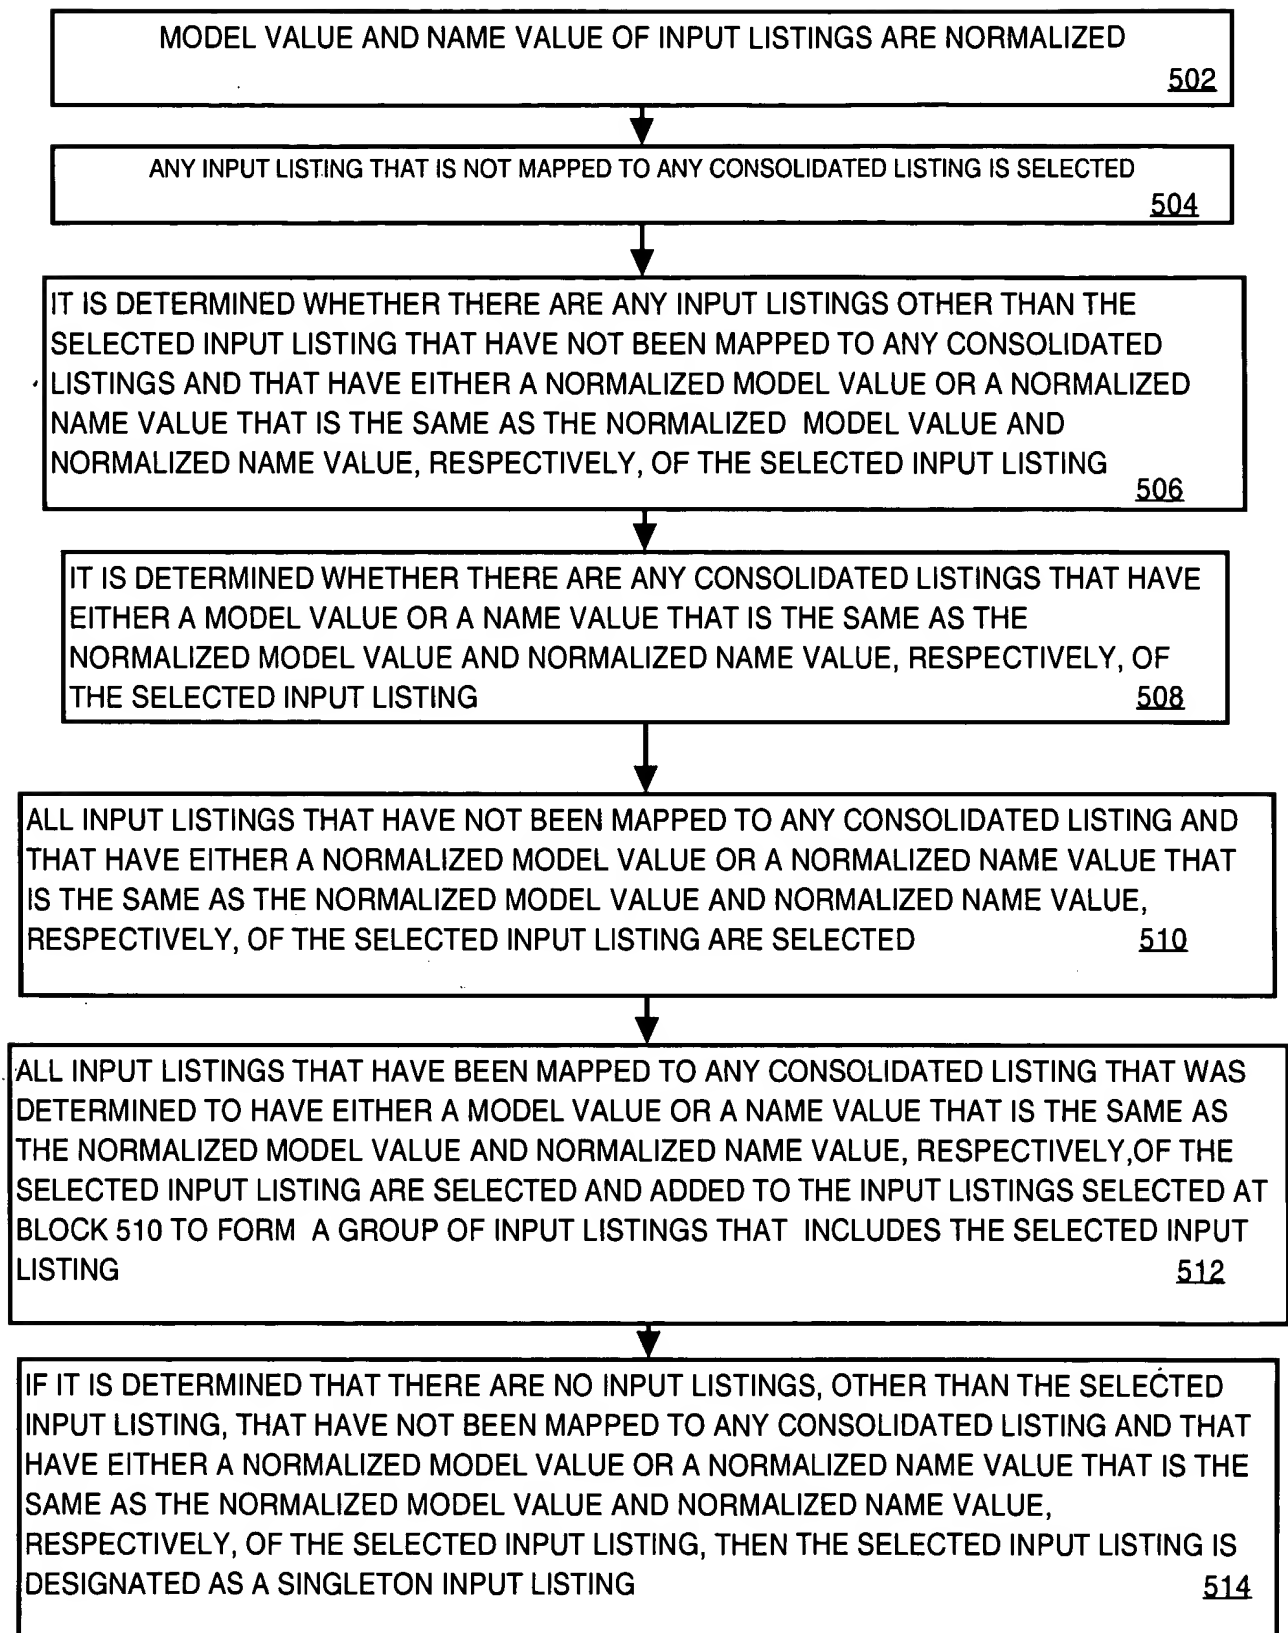 MODEL VALUE AND NAME VALUE OF INPUT LISTINGS ARE NORMALIZED
502
ANY INPUT LISTING THAT IS NOT MAPPED TO ANY CONSOLIDATED LISTING IS SELECTED
504
IT IS DETERMINED WHETHER THERE ARE ANY INPUT LISTINGS OTHER THAN THE
SELECTED INPUT LISTING THAT HAVE NOT BEEN MAPPED TO ANY CONSOLIDATED
LISTINGS AND THAT HAVE EITHER A NORMALIZED MODEL VALUE OR A NORMALIZED
NAME VALUE THAT IS THE SAME AS THE NORMALIZED MODEL VALUE AND
NORMALIZED NAME VALUE, RESPECTIVELY, OF THE SELECTED INPUT LISTING
506
IT IS DETERMINED WHETHER THERE ARE ANY CONSOLIDATED LISTINGS THAT HAVE
EITHER A MODEL VALUE OR A NAME VALUE THAT IS THE SAME AS THE
NORMALIZED MODEL VALUE AND NORMALIZED NAME VALUE, RESPECTIVELY, OF
THE SELECTED INPUT LISTING 508
ALL INPUT LISTINGS THAT HAVE NOT BEEN MAPPED TO ANY CONSOLIDATED LISTING AND
THAT HAVE EITHER A NORMALIZED MODEL VALUE OR A NORMALIZED NAME VALUE THAT
IS THE SAME AS THE NORMALIZED MODEL VALUE AND NORMALIZED NAME VALUE,
RESPECTIVELY, OF THE SELECTED INPUT LISTING ARE SELECTED 510
ALL INPUT LISTINGS THAT HAVE BEEN MAPPED TO ANY CONSOLIDATED LISTING THAT WAS
DETERMINED TO HAVE EITHER A MODEL VALUE OR A NAME VALUE THAT IS THE SAME AS
THE NORMALIZED MODEL VALUE AND NORMALIZED NAME VALUE, RESPECTIVELY,OF THE
SELECTED INPUT LISTING ARE SELECTED AND ADDED TO THE INPUT LISTINGS SELECTED AT
BLOCK 510 TO FORM A GROUP OF INPUT LISTINGS THAT INCLUDES THE SELECTED INPUT
LISTING 512
IF IT IS DETERMINED THAT THERE ARE NO INPUT LISTINGS, OTHER THAN THE SELECTED
INPUT LISTING, THAT HAVE NOT BEEN MAPPED TO ANY CONSOLIDATED LISTING AND THAT
HAVE EITHER A NORMALIZED MODEL VALUE OR A NORMALIZED NAME VALUE THAT IS THE
SAME AS THE NORMALIZED MODEL VALUE AND NORMALIZED NAME VALUE,
RESPECTIVELY, OF THE SELECTED INPUT LISTING, THEN THE SELECTED INPUT LISTING IS
DESIGNATED AS A SINGLETON INPUT LISTING 514